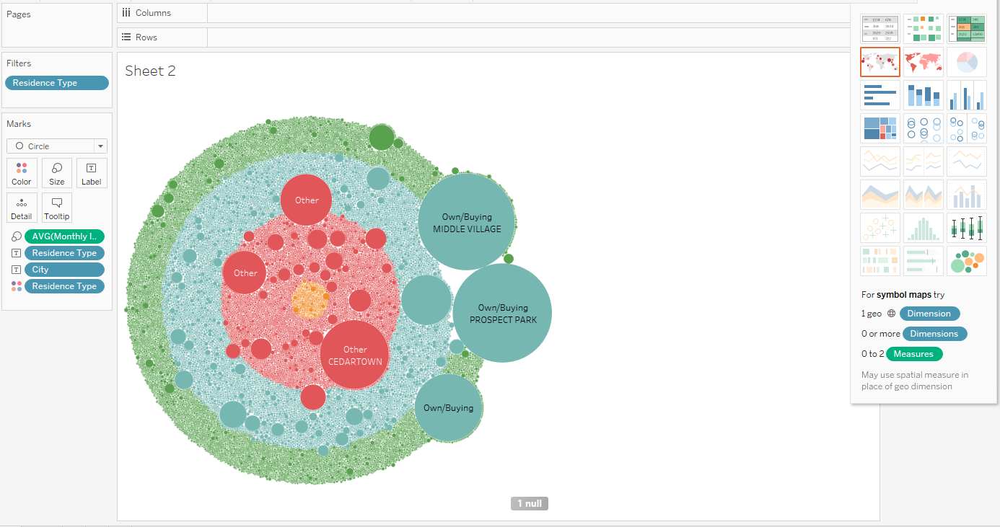 Pages
Columns
Rows
Filters
Residence Type
Marks
Circle
Color
Size
Label
Detail
Tooltip
AVG(Monthly I..
Residence Type
City
Residence Type
Sheet 2
Other
Own/Buying
MIDDLE VILLAGE
Other
Own/Buying
PROSPECT PARK
Other
CEDARTOWN
Own/Buying
1 null
For symbol maps try
1 geo Dimension
0 or more Dimensions
0 to 2 Measures
May use spatial measure in
place of geo dimension